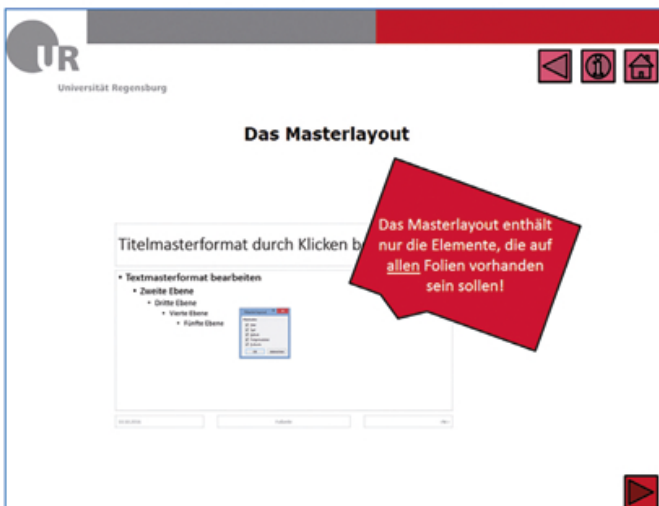 UR
Universität Regensburg
Das Masterlayout
Titelmasterformat durch Klicken b
Das Masterlayout enthält
nur die Elemente, die auf
allen Folien vorhanden
sein sollen!
• Textmasterformat bearbeiten
• Zweite Ebene
• Dritte Ebene
• Vierte Ebene
• Fünfte Ebene